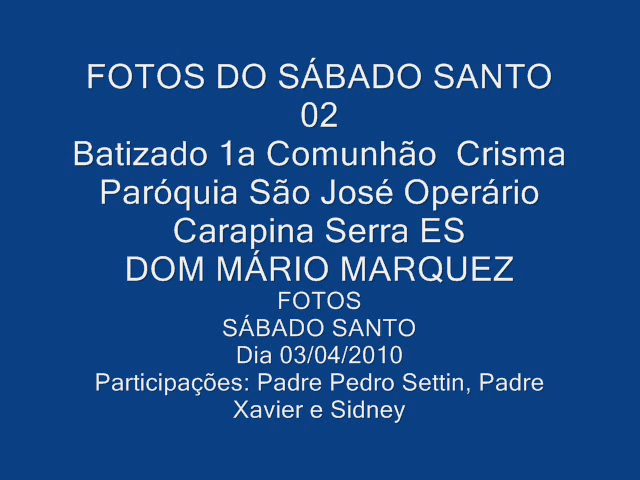 FOTOS DO SÁBADO SANTO
02
Batizado 1a Comunhão  Crisma
Paróquia São José Operário
Carapina Serra ES
DOM MÁRIO MARQUEZ
FOTOS
SÁBADO SANTO
Dia 03/04/2010
Participações: Padre Pedro Settin, Padre
Xavier e Sidney